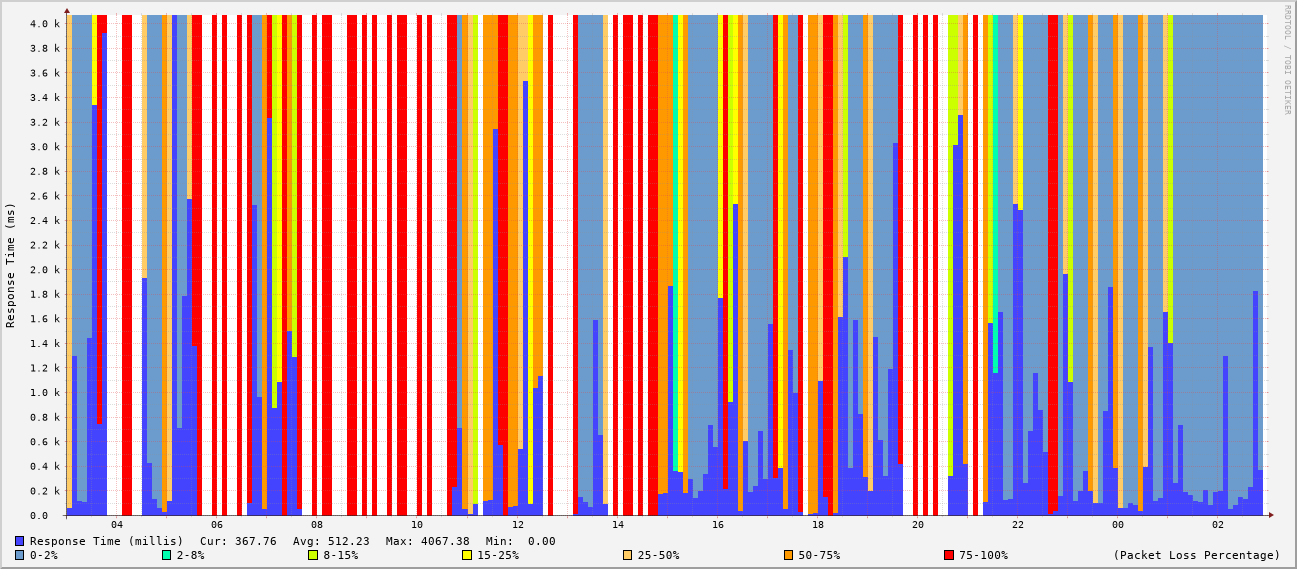 RRDTOOL / TOBI OETIKER
Response Time (ms)
4.0 k
3.8 k
3.6 k
3.4 k
3.2 k
3.0 k
2.8 k
2.6 k
2.4 k
2.2 k
2.0 k
1.8 k
1.6 k
1.4 k
1.2 k
1.0 k
0.8 k
0.6 k
0.4 k
0.2 k
0.0
04 06 08 10 12 14 16 18 20 22 00 02
Response Time (millis) Cur: 367.76 Avg: 512.23 Max: 4067.38 Min: 0.00
0-2% 2-8% 8-15% 15-25% 25-50% 50-75% 75-100% (Packet Loss Percentage)